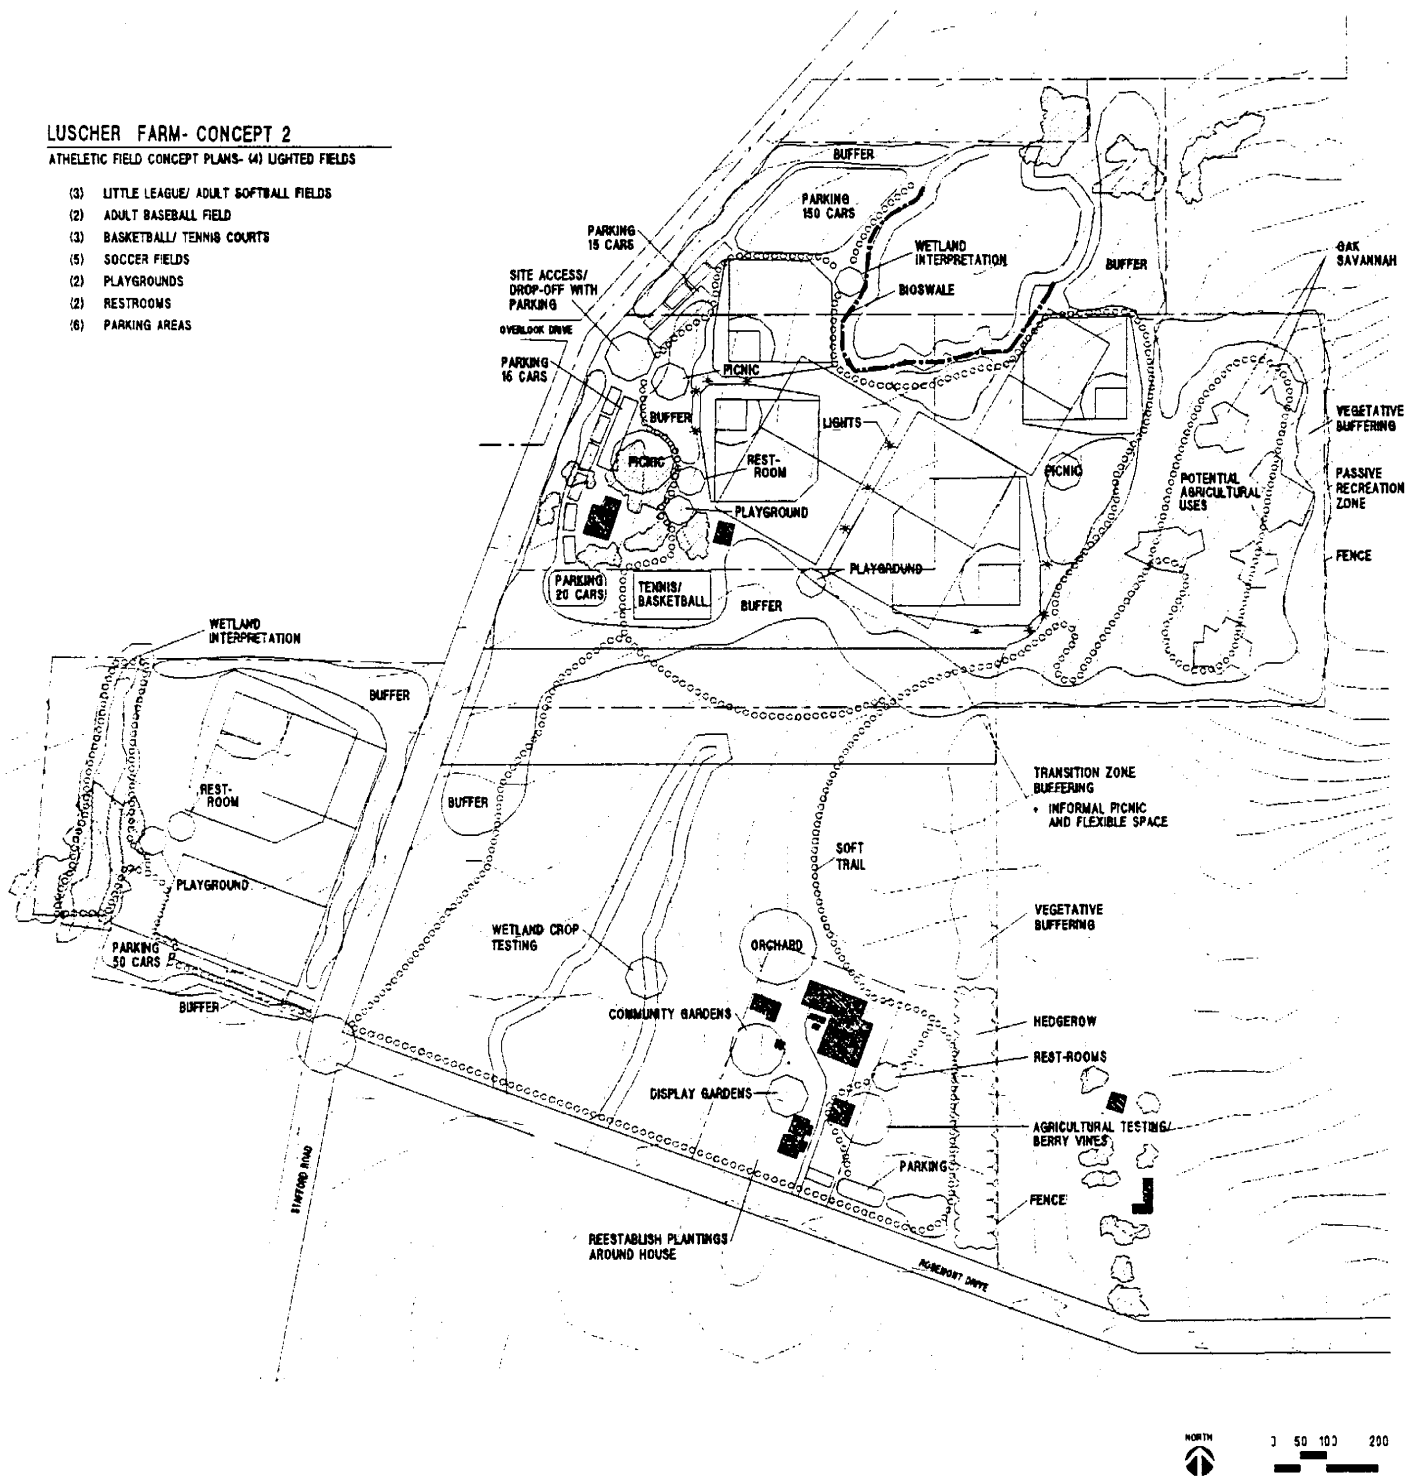 LUSCHER FARM- CONCEPT 2
ATHELETIC FIELD CONCEPT PLANS- (4) LIGHTED FIELDS
(3) LITTLE LEAGUE/ ADULT SOFTBALL FIELDS
(2) ADULT BASEBALL FIELD
(3) BASKETBALL/ TENNIS COURTS
(5) SOCCER FIELDS
(2) PLAYGROUNDS
(2) RESTROOMS
(6) PARKING AREAS
BUFFER
PARKING
150 CARS
PARKING
15 CARS
WETLAND
INTERPRETATION
OAK
SAVANNAH
BUFFER
SITE ACCESS/
DROP-OFF WITH
PARKING
BIOSWALE
OVERLOOK DRIVE
PARKING
16 CARS
PICNIC
BUFFER
LIGHTS
VEGETATIVE
BUFFERING
PICNIC
REST-
ROOM
PICNIC
POTENTIAL
AGRICULTURAL
USES
PASSIVE
RECREATION
ZONE
PLAYGROUND
FENCE
PLAYGROUND
PARKING
20 CARS
TENNIS/
BASKETBALL
BUFFER
WETLAND
INTERPRETATION
BUFFER
REST-
ROOM
BUFFER
TRANSITION ZONE
BUFFERING
+ INFORMAL PICNIC
AND FLEXIBLE SPACE
SOFT
TRAIL
PLAYGROUND
VEGETATIVE
BUFFERING
WETLAND CROP
TESTING
ORCHARD
PARKING
50 CARS
BUFFER
COMMUNITY GARDENS
HEDGEROW
REST-ROOMS
DISPLAY GARDENS
AGRICULTURAL TESTING/
BERRY VINES
PARKING
STAFFORD ROAD
FENCE
REESTABLISH PLANTINGS
AROUND HOUSE
ROSEMONT DRIVE
NORTH
50 100 200